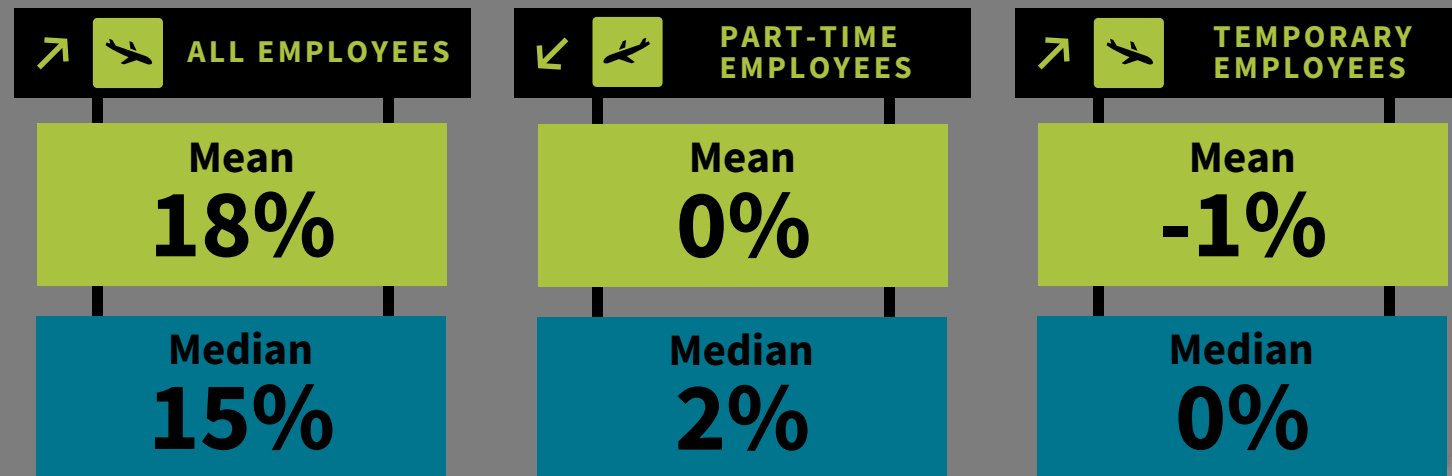 ALL EMPLOYEES
Mean
18%
Median
15%
PART-TIME
EMPLOYEES
Mean
0%
Median
2%
TEMPORARY
EMPLOYEES
Mean
-1%
Median
0%